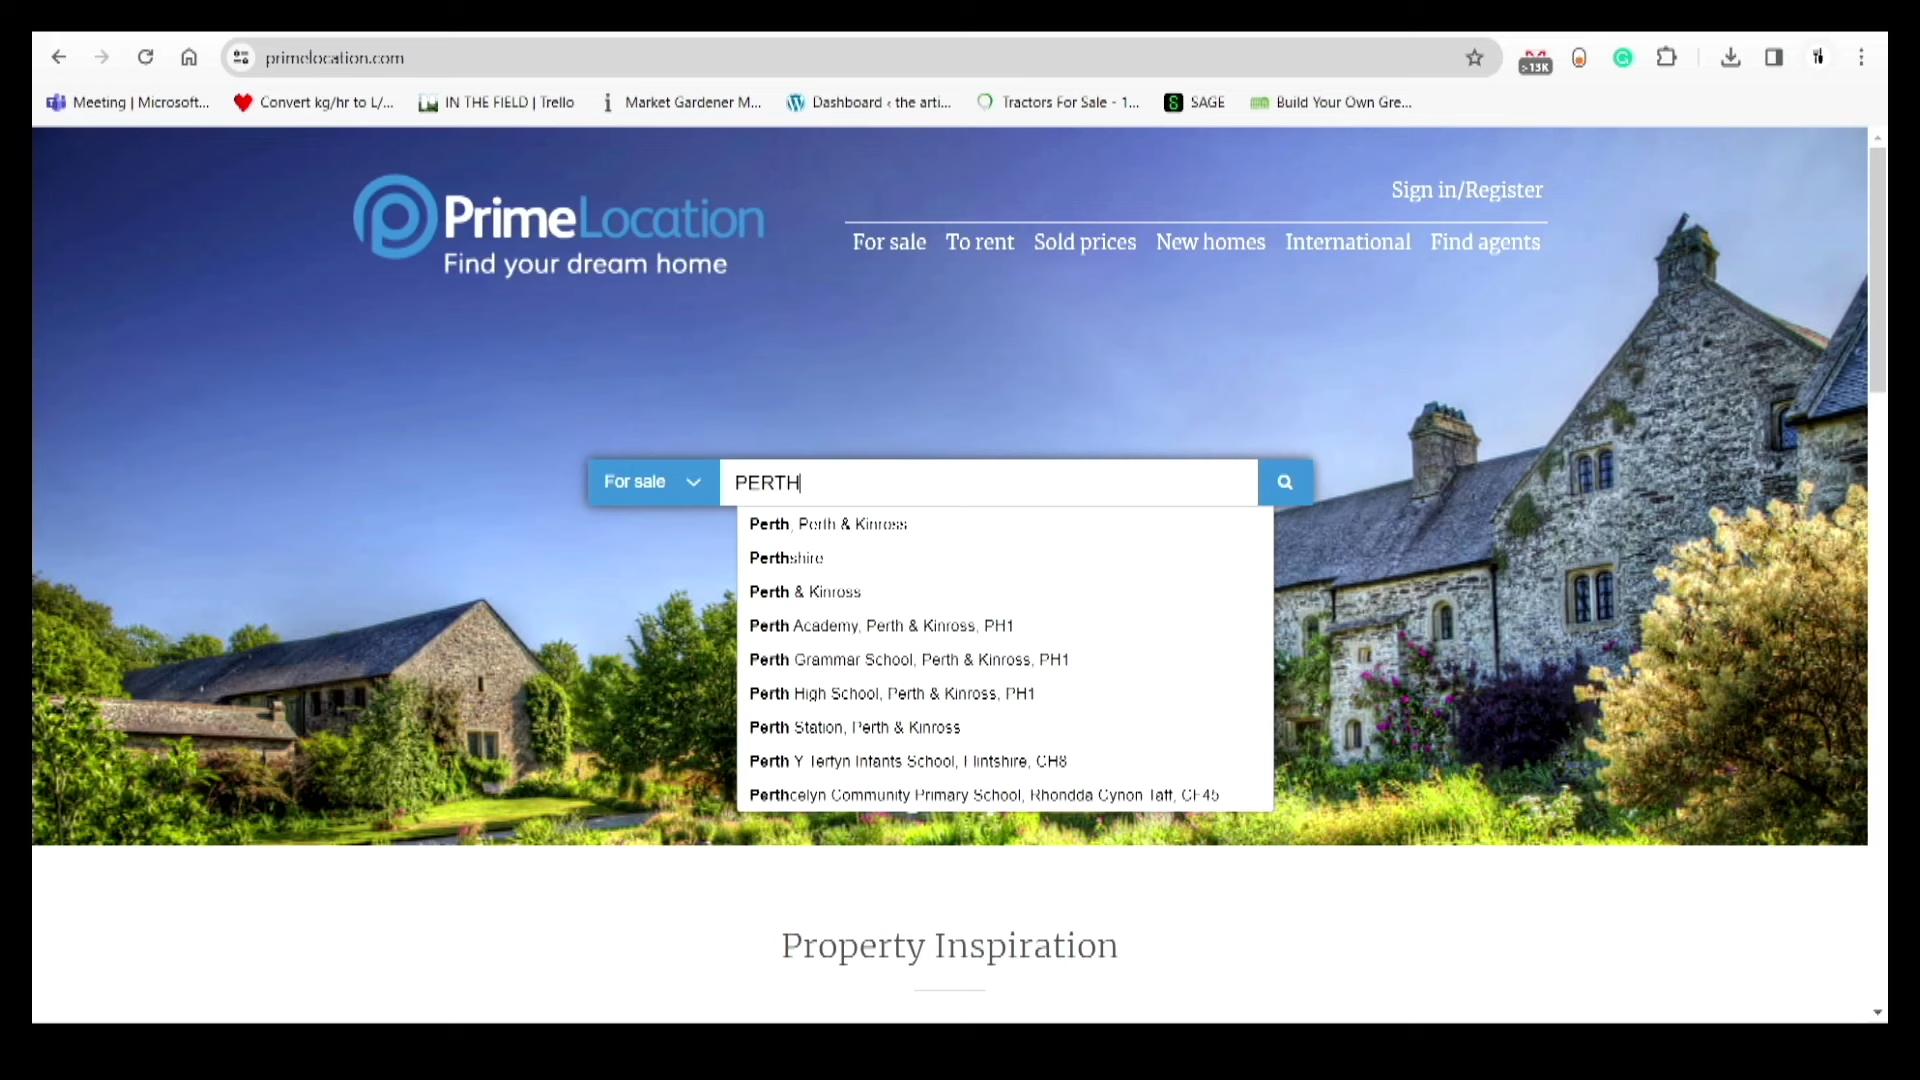 primelocation.com
>13K
Meeting | Microsoft...
Convert kg/hr to L/...
IN THE FIELD | Trello
Market Gardener M...
Dashboard ‹ the arti...
Tractors For Sale - 1...
SAGE
Build Your Own Gre...
PrimeLocation
Find your dream home
Sign in/Register
For sale To rent Sold prices New homes International Find agents
For sale
PERTH
Perth, Perth & Kinross
Perthshire
Perth & Kinross
Perth Academy, Perth & Kinross, PH1
Perth Grammar School, Perth & Kinross, PH1
Perth High School, Perth & Kinross, PH1
Perth Station, Perth & Kinross
Perth Y Terfyn Infants School, Flintshire, CH8
Perthcelyn Community Primary School, Rhondda Cynon Taff, CF45
Property Inspiration